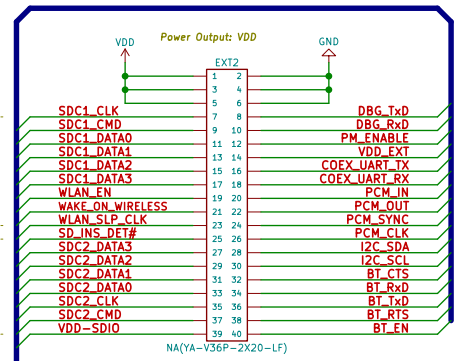 Power Output: VDD
VDD GND
EXT2
1 2
3 4
5 6
SDC1_CLK 7 8 DBG_TxD
SDC1_CMD 9 10 DBG_RxD
SDC1_DATA0 11 12 PM_ENABLE
SDC1_DATA1 13 14 VDD_EXT
SDC1_DATA2 15 16 COEX_UART_TX
SDC1_DATA3 17 18 COEX_UART_RX
WLAN_EN 19 20 PCM_IN
WAKE_ON_WIRELESS 21 22 PCM_OUT
WLAN_SLP_CLK 23 24 PCM_SYNC
SD_INS_DET# 25 26 PCM_CLK
SDC2_DATA3 27 28 I2C_SDA
SDC2_DATA2 29 30 I2C_SCL
SDC2_DATA1 31 32 BT_CTS
SDC2_DATA0 33 34 BT_RxD
SDC2_CLK 35 36 BT_TxD
SDC2_CMD 37 38 BT_RTS
VDD-SDIO 39 40 BT_EN
NA(YA-V36P-2X20-LF)